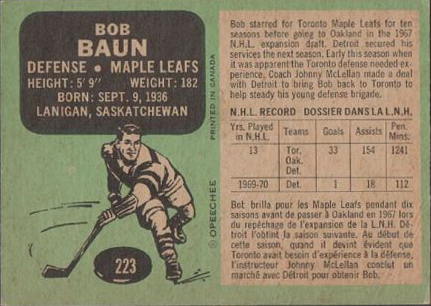 BOB
BAUN
DEFENSE • MAPLE LEAFS
HEIGHT: 5' 9" WEIGHT: 182
BORN: SEPT. 9, 1936
LANIGAN, SASKATCHEWAN
223
© OPEECHEE PRINTED IN CANADA
Bob starred for Toronto Maple Leafs for ten
seasons before going to Oakland in the 1967
N.H.L. expansion draft. Detroit secured his
services the next season. Early this season when
it was apparent the Toronto defense needed exper-
ience, Coach Johnny McLellan made a deal
with Detroit to bring Bob back to Toronto to
help steady his young defense brigade.
N.H.L. RECORD DOSSIER DANS LA L.N.H.
Yrs. Played in N.H.L. Teams Goals Assists Pen. Mins.
13 Tor. 33 154 1241
Oak.
Det.
1969-70 Det. 1 18 112
Bob brilla pour les Maple Leafs pendant dix
saisons avant de passer à Oakland en 1967 lors
du repêchage de l'expansion de la L.N.H. Dé-
troit l'obtint la saison suivante. Au début de
cette saison, quand il devint évident que
Toronto avait besoin d'expérience à la défense,
l'instructeur Johnny McLellan conclut un
marché avec Détroit pour obtenir Bob.